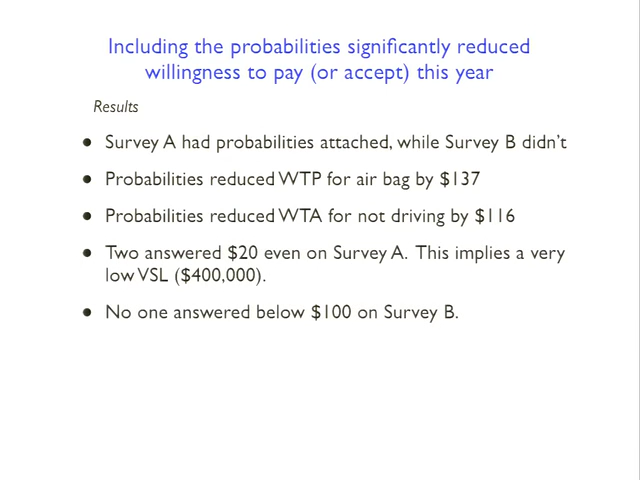 Including the probabilities significantly reduced
willingness to pay (or accept) this year
Results
• Survey A had probabilities attached, while Survey B didn't
• Probabilities reduced WTP for air bag by $137
• Probabilities reduced WTA for not driving by $116
• Two answered $20 even on Survey A. This implies a very
low VSL ($400,000).
• No one answered below $100 on Survey B.